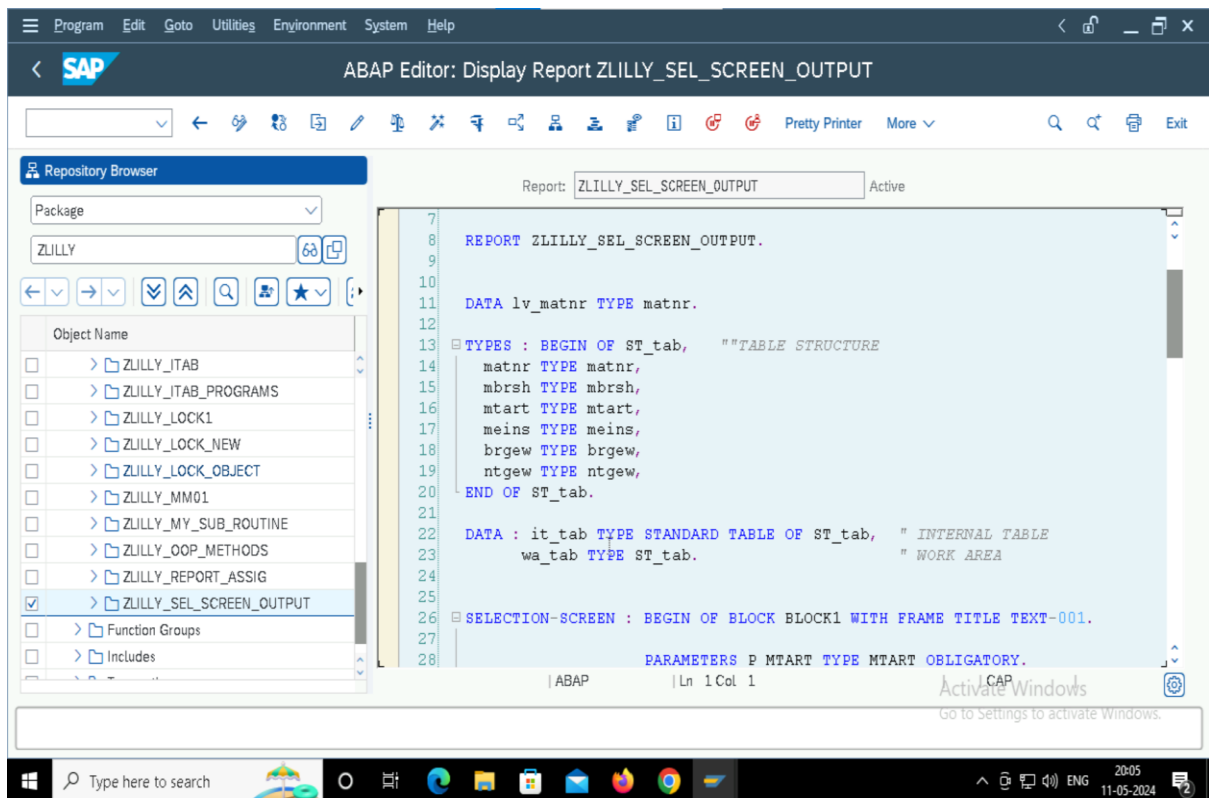 Program Edit Goto Utilities Environment System Help
SAP
ABAP Editor: Display Report ZLILLY_SEL_SCREEN_OUTPUT
Pretty Printer More Exit
Repository Browser
Package
ZLILLY
Object Name
ZLILLY_ITAB
ZLILLY_ITAB_PROGRAMS
ZLILLY_LOCK1
ZLILLY_LOCK_NEW
ZLILLY_LOCK_OBJECT
ZLILLY_MM01
ZLILLY_MY_SUB_ROUTINE
ZLILLY_OOP_METHODS
ZLILLY_REPORT_ASSIG
ZLILLY_SEL_SCREEN_OUTPUT
Function Groups
Includes
Report: ZLILLY_SEL_SCREEN_OUTPUT Active
7
8 REPORT ZLILLY_SEL_SCREEN_OUTPUT.
9
10
11 DATA lv_matnr TYPE matnr.
12
13 TYPES : BEGIN OF ST_tab, ""TABLE STRUCTURE
14 matnr TYPE matnr,
15 mbrsh TYPE mbrsh,
16 mtart TYPE mtart,
17 meins TYPE meins,
18 brgew TYPE brgew,
19 ntgew TYPE ntgew,
20 END OF ST_tab.
21
22 DATA : it_tab TYPE STANDARD TABLE OF ST_tab, " INTERNAL TABLE
23 wa_tab TYPE ST_tab. " WORK AREA
24
25
26 SELECTION-SCREEN : BEGIN OF BLOCK BLOCK1 WITH FRAME TITLE TEXT-001.
27
28 PARAMETERS P_MTART TYPE MTART OBLIGATORY.
ABAP Ln 1 Col 1 CAP
Activate Windows
Go to Settings to activate Windows.
Type here to search
ENG
20:05
11-05-2024
2